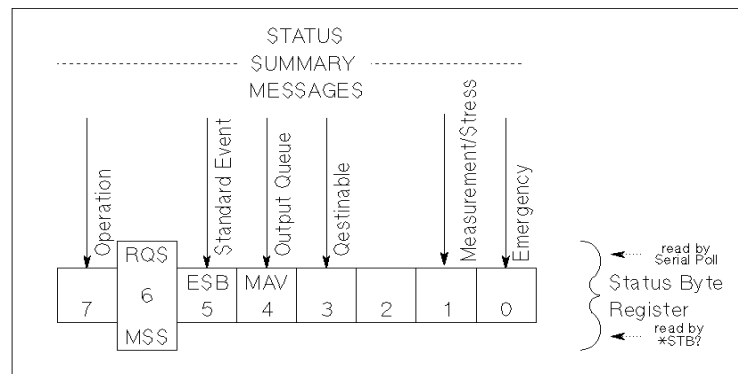 STATUS
SUMMARY
MESSAGES
Operation
Standard Event
Output Queue
Qestinable
Measurement/Stress
Emergency
RQS
ESB
MAV
7
6
5
4
3
2
1
0
MSS
read by
Serial Poll
Status Byte
Register
read by
*STB?